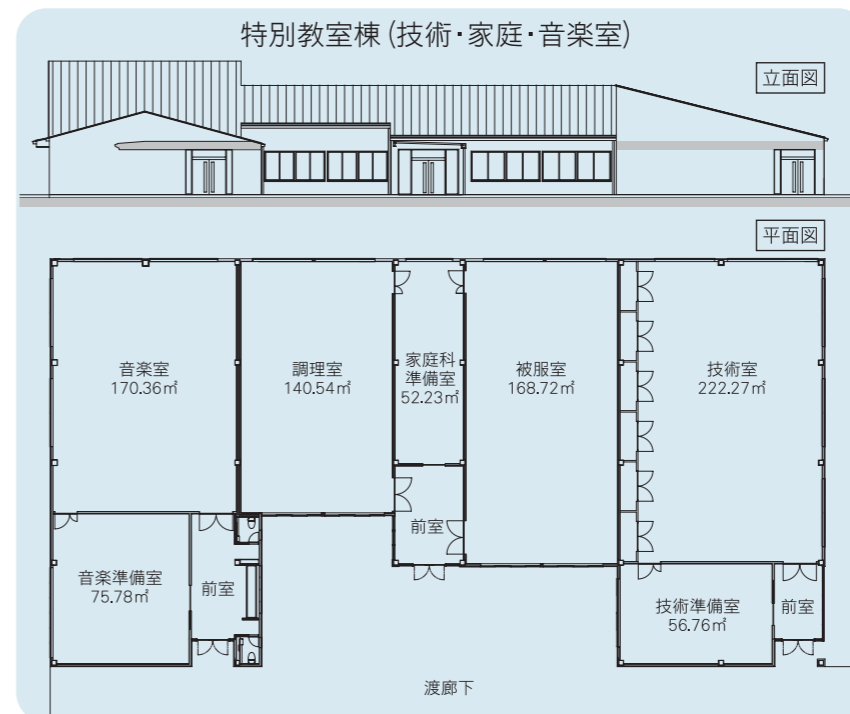 特別教室棟(技術・家庭・音楽室)
立面図
平面図
音楽室
170.36㎡
調理室
140.54㎡
家庭科
準備室
52.23㎡
被服室
168.72㎡
技術室
222.27㎡
前室
音楽準備室
75.78㎡
前室
技術準備室
56.76㎡
前室
渡廊下